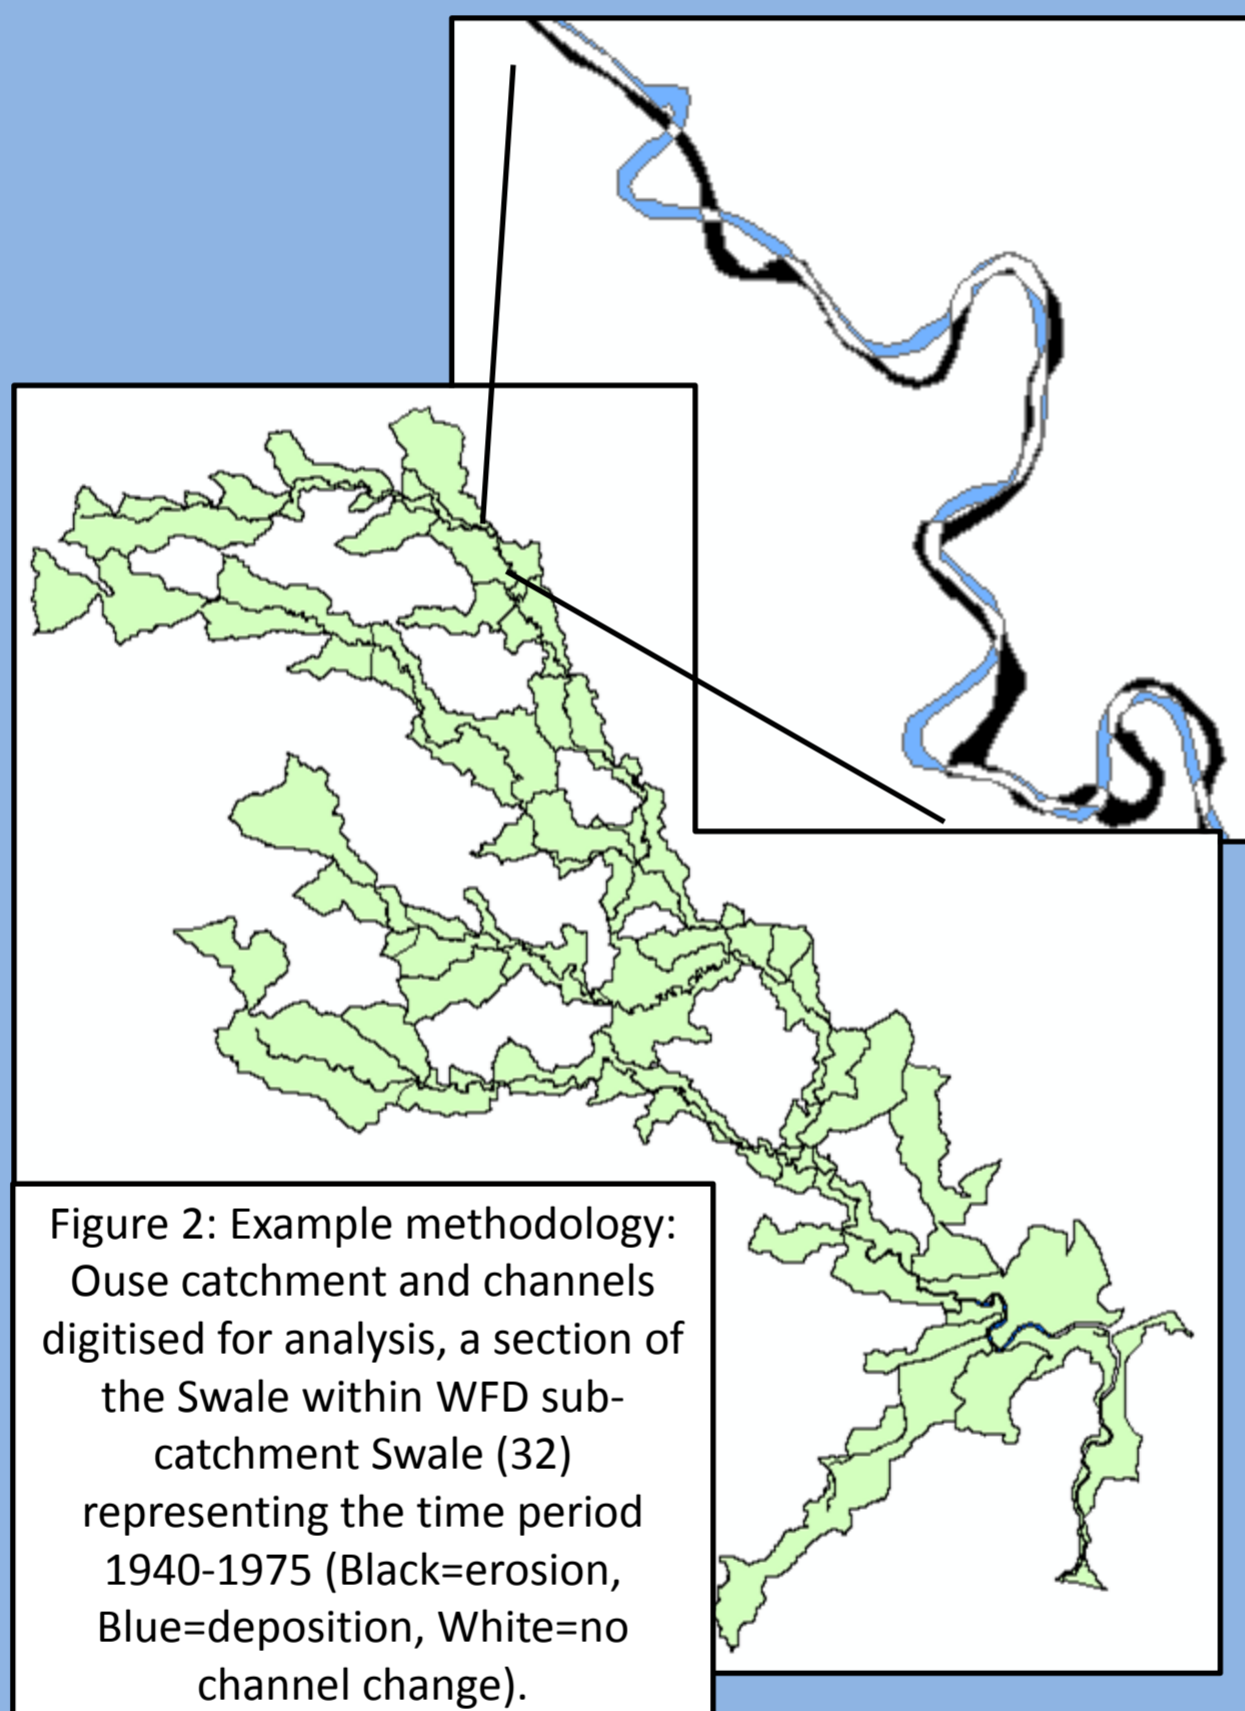 Figure 2: Example methodology:
Ouse catchment and channels
digitised for analysis, a section of
the Swale within WFD sub-
catchment Swale (32)
representing the time period
1940-1975 (Black=erosion,
Blue=deposition, White=no
channel change).